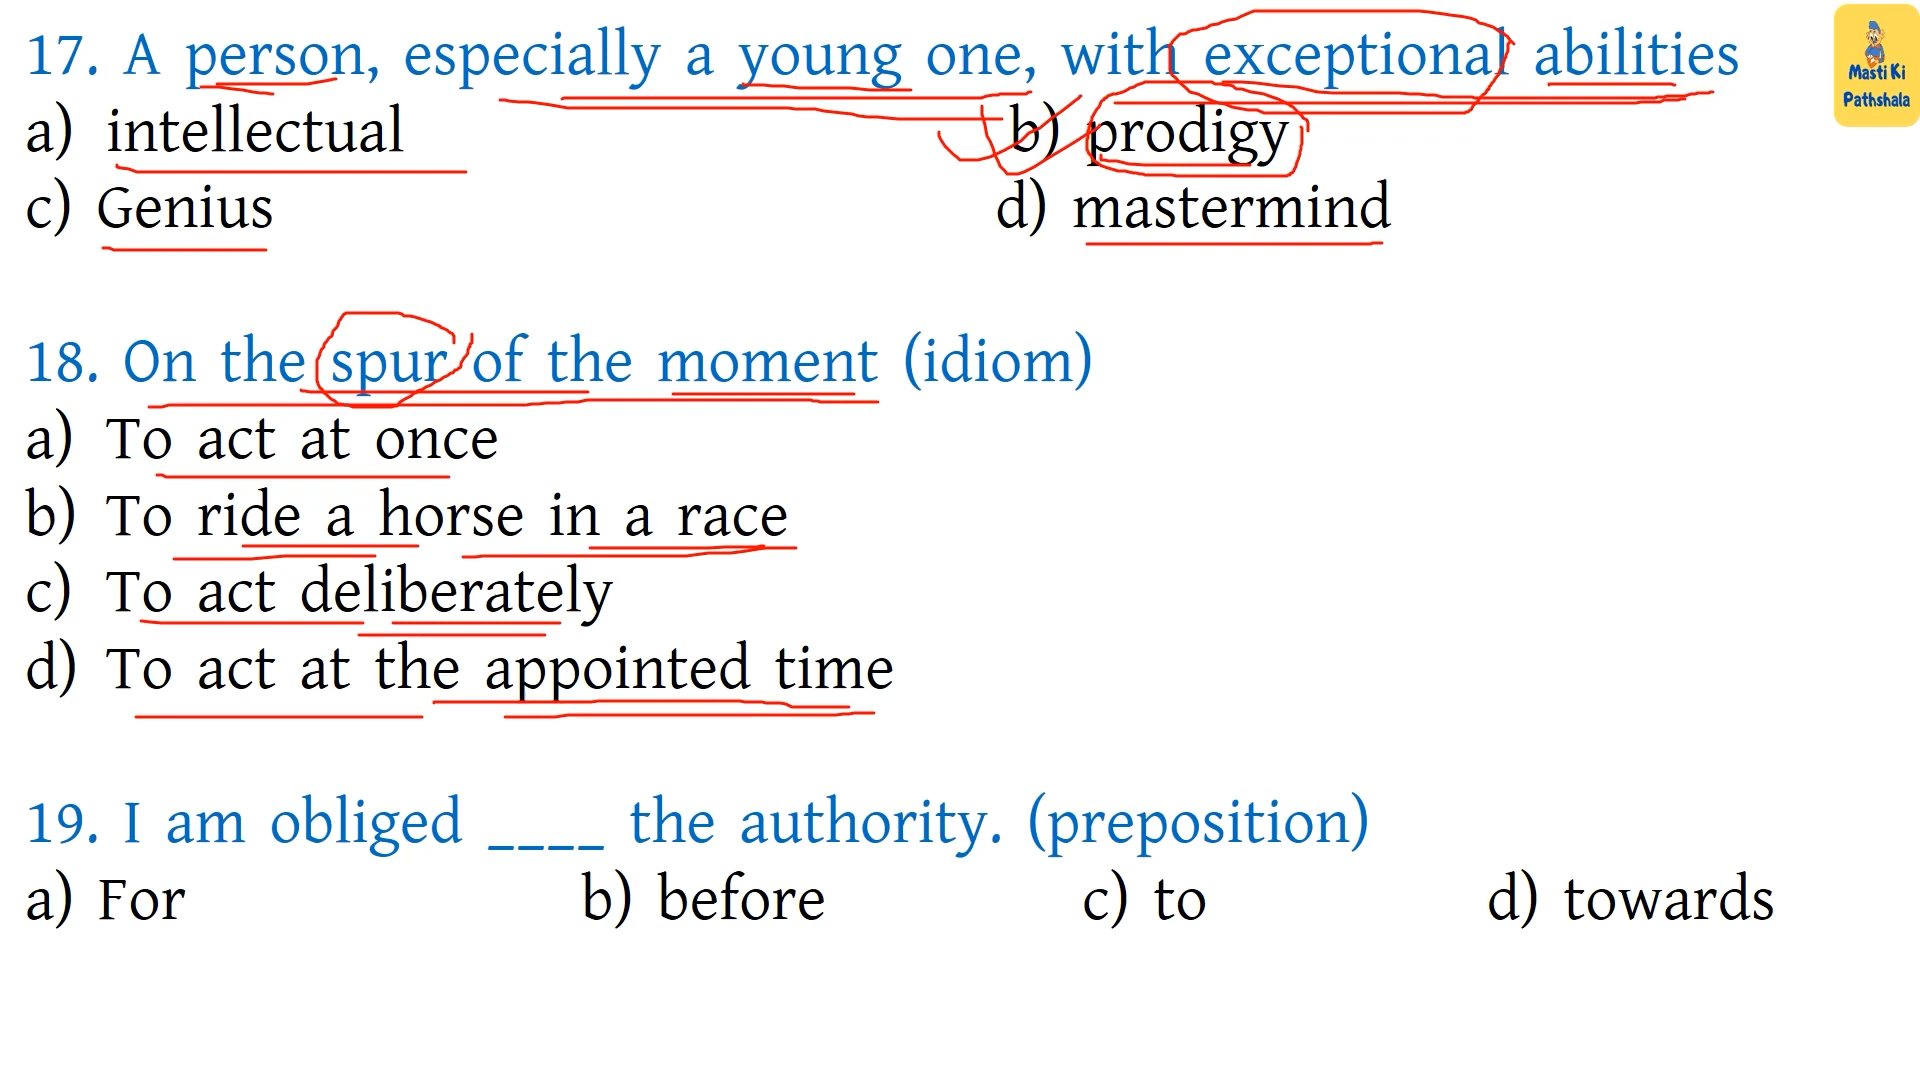 17. A person, especially a young one, with exceptional abilities
a) intellectual b) prodigy
c) Genius d) mastermind
18. On the spur of the moment (idiom)
a) To act at once
b) To ride a horse in a race
c) To act deliberately
d) To act at the appointed time
19. I am obliged ____ the authority. (preposition)
a) For b) before c) to d) towards
Masti Ki
Pathshala